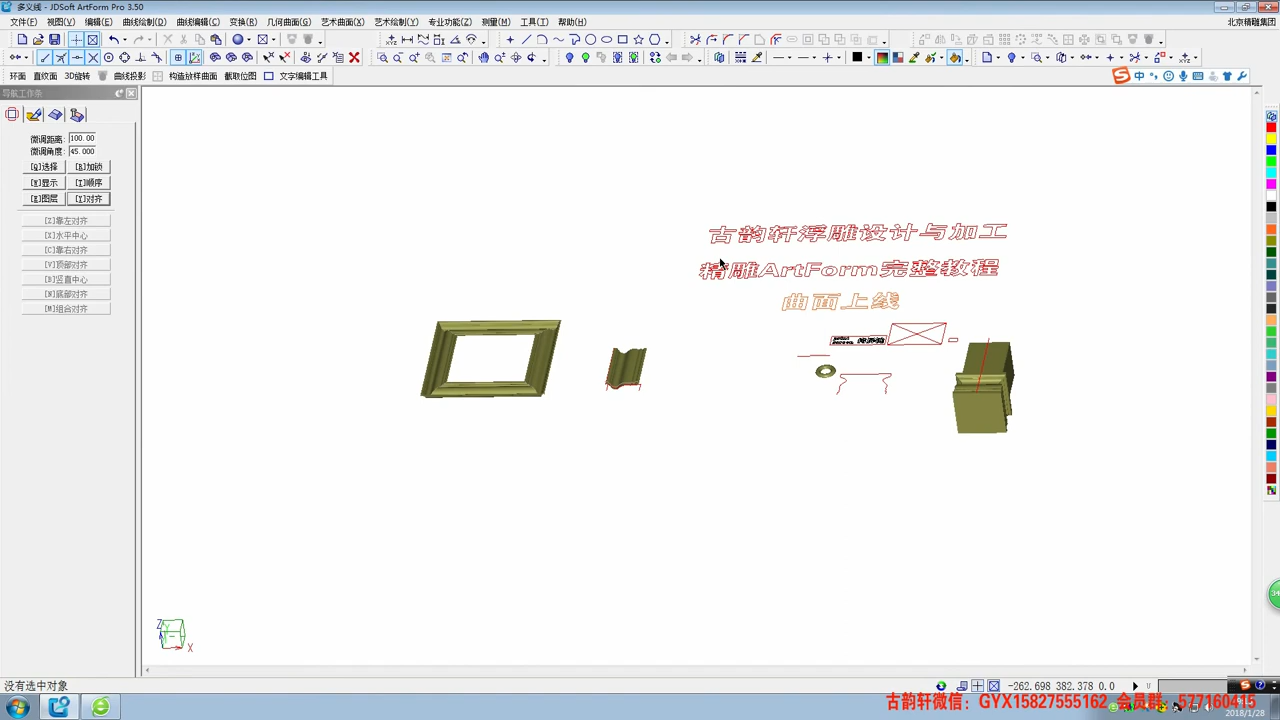 多义线 - JDSoft ArtForm Pro 3.50
文件(F) 视图(V) 编辑(E) 曲线绘制(D) 曲线编辑(C) 变换(R) 几何曲面(G) 艺术曲面(A) 艺术绘制(Y) 专业功能(Z) 测量(M) 工具(T) 帮助(H)
北京精雕集团
环面 直纹面 3D旋转 曲线投影 构造放样曲面 截取位图 文字编辑工具
中
导航工作条
微调距离: 100.00
微调角度: 45.000
[Q]选择 [R]加锁
[W]显示 [T]顺序
[E]图层 [Y]对齐
[Z]靠左对齐
[X]水平中心
[C]靠右对齐
[V]顶部对齐
[B]竖直中心
[N]底部对齐
[M]组合对齐
古韵轩浮雕设计与加工
精雕ArtForm完整教程
曲面上线
Z
Y
X
34
没有选中对象
-262.698 382.378 0.0
古韵轩微信：GYX15827555162 会员群：577160415
2018/1/28